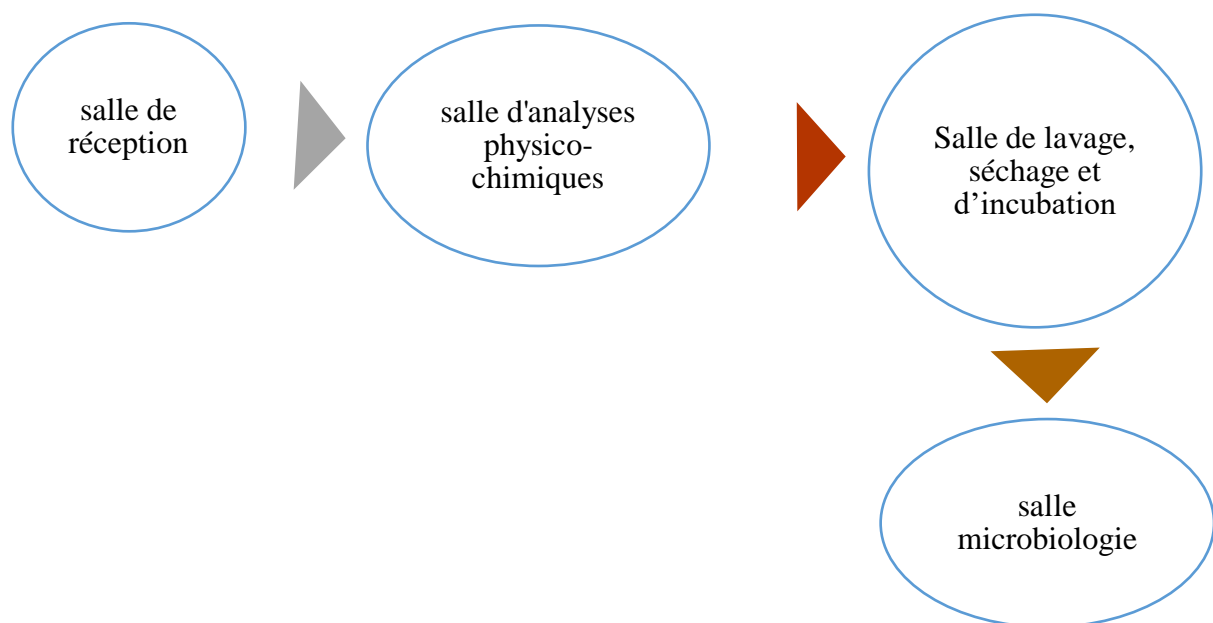 salle de
réception
salle d'analyses
physico-
chimiques
Salle de lavage,
séchage et
d’incubation
salle
microbiologie